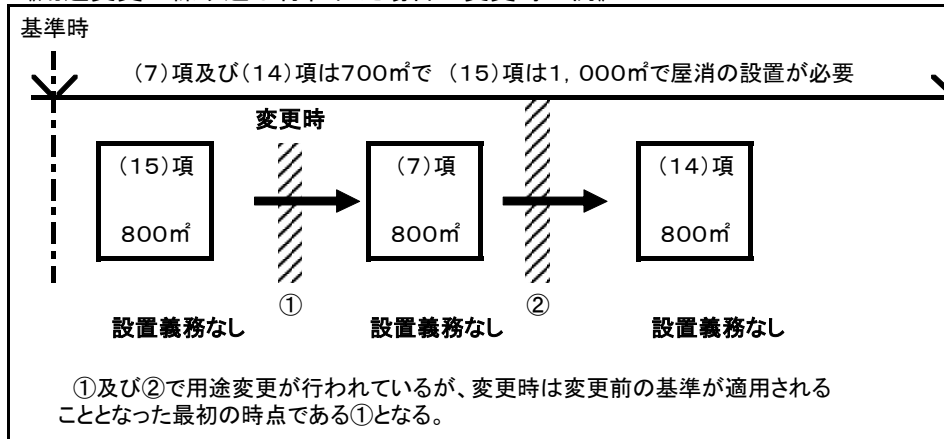 基準時
(7)項及び(14)項は700㎡で (15)項は1,000㎡で屋消の設置が必要
変更時
(15)項 (7)項 (14)項
800㎡ 800㎡ 800㎡
① ②
設置義務なし 設置義務なし 設置義務なし
①及び②で用途変更が行われているが、変更時は変更前の基準が適用される
こととなった最初の時点である①となる。